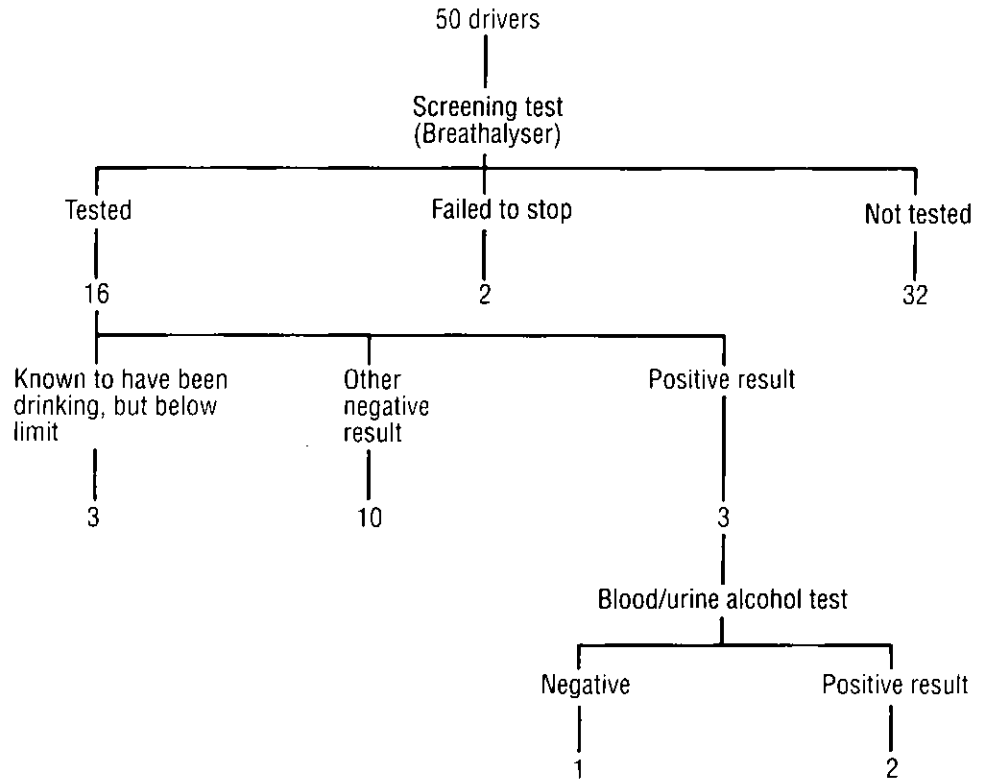 50 drivers
Screening test
(Breathalyser)
Tested
Failed to stop
Not tested
16
2
32
Known to have been
drinking, but below
limit
Other
negative
result
Positive result
3
10
3
Blood/urine alcohol test
Negative
Positive result
1
2